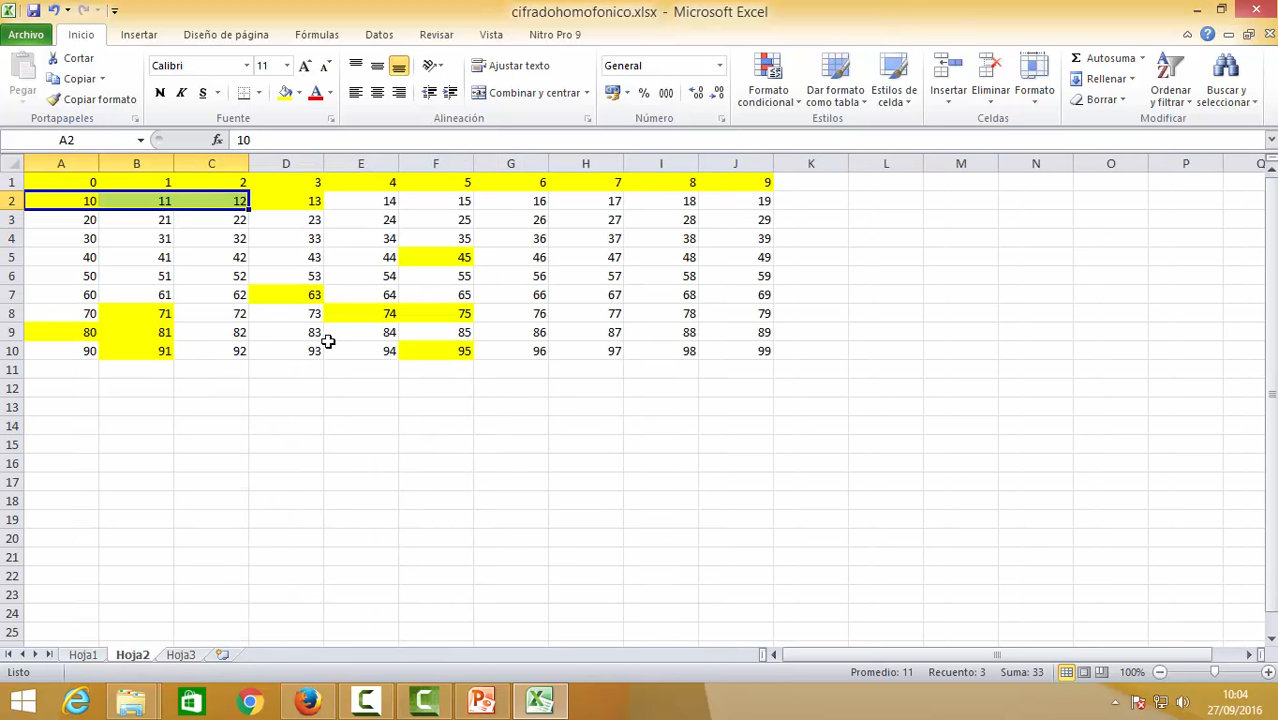 cifradohomofonico.xlsx - Microsoft Excel
Archivo Inicio Insertar Diseño de página Fórmulas Datos Revisar Vista Nitro Pro 9
Pegar
Cortar
Copiar
Copiar formato
Portapapeles
Calibri 11
N K S
Fuente
Ajustar texto
Combinar y centrar
Alineación
General
% 000
Número
Formato condicional
Dar formato como tabla
Estilos de celda
Estilos
Insertar Eliminar Formato
Celdas
Σ Autosuma
Rellenar
Borrar
Ordenar y filtrar
Buscar y seleccionar
Modificar
A2 fx 10
A B C D E F G H I J K L M N O P Q
1 0 1 2 3 4 5 6 7 8 9
2 10 11 12 13 14 15 16 17 18 19
3 20 21 22 23 24 25 26 27 28 29
4 30 31 32 33 34 35 36 37 38 39
5 40 41 42 43 44 45 46 47 48 49
6 50 51 52 53 54 55 56 57 58 59
7 60 61 62 63 64 65 66 67 68 69
8 70 71 72 73 74 75 76 77 78 79
9 80 81 82 83 84 85 86 87 88 89
10 90 91 92 93 94 95 96 97 98 99
11
12
13
14
15
16
17
18
19
20
21
22
23
24
25
Hoja1 Hoja2 Hoja3
Listo Promedio: 11 Recuento: 3 Suma: 33 100%
10:04
27/09/2016